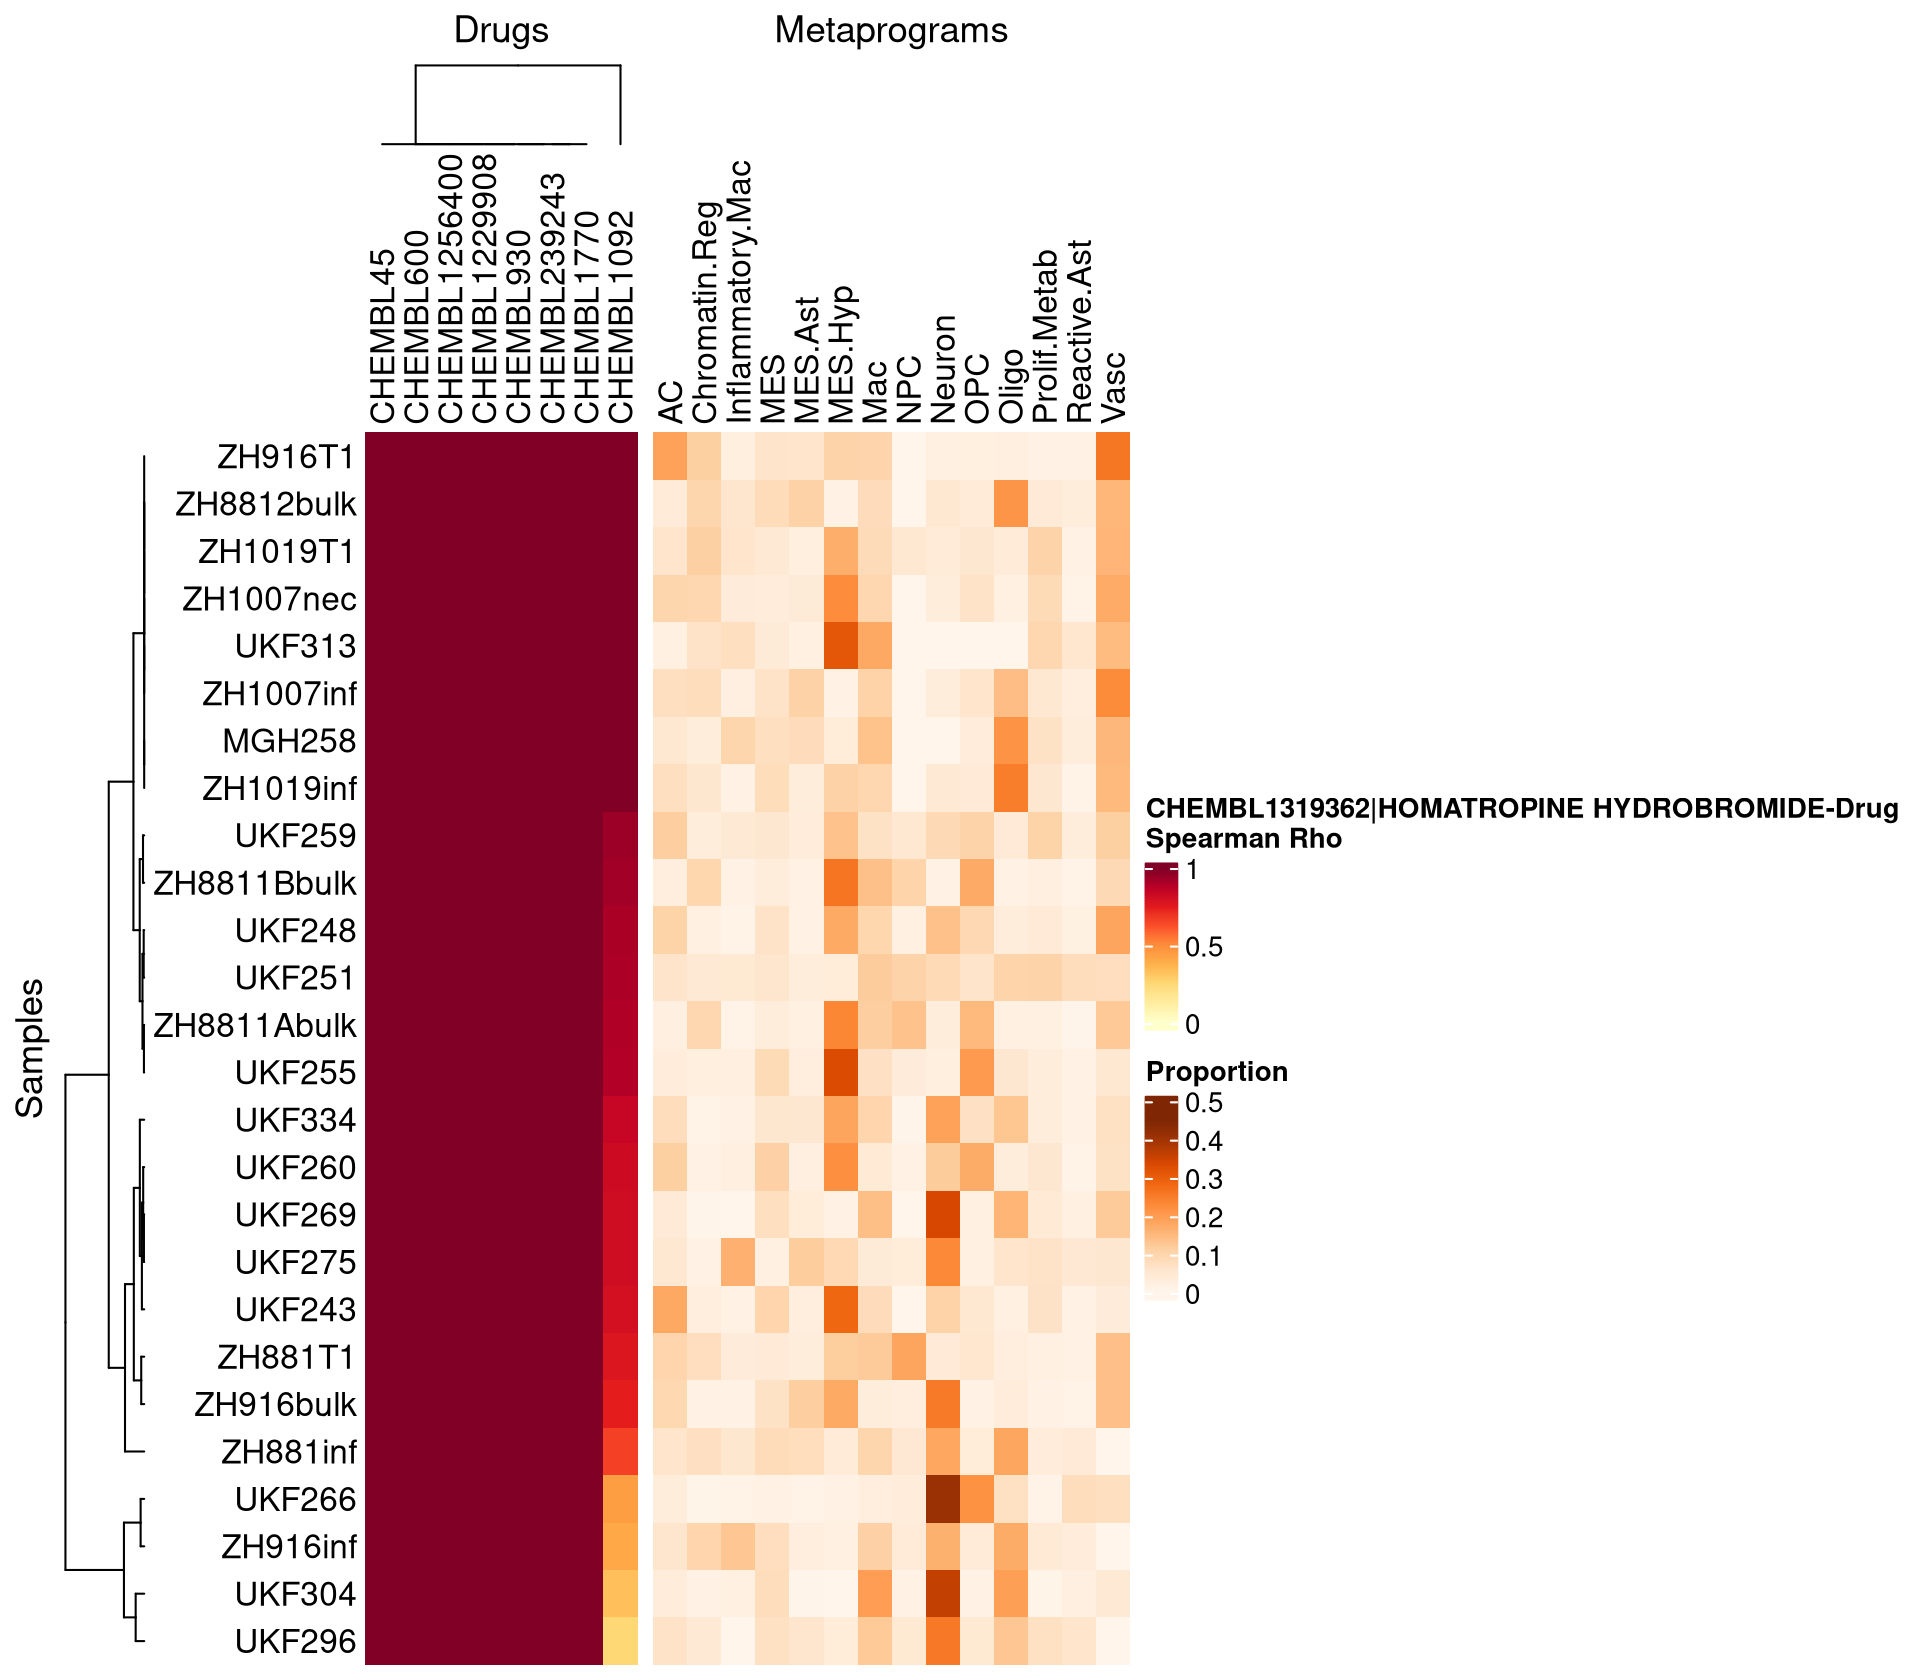 Drugs
Metaprograms
CHEMBL45
CHEMBL600
CHEMBL1256400
CHEMBL1229908
CHEMBL930
CHEMBL239243
CHEMBL1770
CHEMBL1092
AC
Chromatin.Reg
Inflammatory.Mac
MES
MES.Ast
MES.Hyp
Mac
NPC
Neuron
OPC
Oligo
Prolif.Metab
Reactive.Ast
Vasc
Samples
ZH916T1
ZH8812bulk
ZH1019T1
ZH1007nec
UKF313
ZH1007inf
MGH258
ZH1019inf
UKF259
ZH8811Bbulk
UKF248
UKF251
ZH8811Abulk
UKF255
UKF334
UKF260
UKF269
UKF275
UKF243
ZH881T1
ZH916bulk
ZH881inf
UKF266
ZH916inf
UKF304
UKF296
CHEMBL1319362|HOMATROPINE HYDROBROMIDE-Drug
Spearman Rho
1
0.5
0
Proportion
0.5
0.4
0.3
0.2
0.1
0